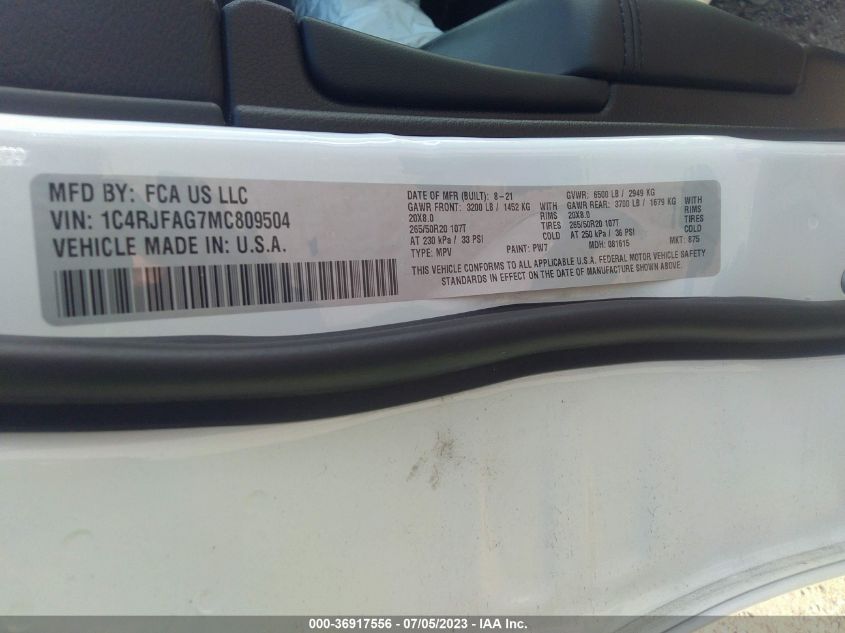 MFD BY: FCA US LLC
VIN: 1C4RJFAG7MC809504
VEHICLE MADE IN: U.S.A.
DATE OF MFR (BUILT): 8-21 GVWR: 6500 LB / 2949 KG
GAWR FRONT: 3200 LB / 1452 KG WITH GAWR REAR: 3700 LB / 1679 KG WITH
20X8.0 RIMS 20X8.0 RIMS
265/50R20 107T TIRES 265/50R20 107T TIRES
AT 230 kPa / 33 PSI COLD AT 250 kPa / 36 PSI COLD
TYPE: MPV PAINT: PW7 MDH: 081615 MKT: 875
THIS VEHICLE CONFORMS TO ALL APPLICABLE U.S.A. FEDERAL MOTOR VEHICLE SAFETY
STANDARDS IN EFFECT ON THE DATE OF MANUFACTURE SHOWN ABOVE.
000-36917556 - 07/05/2023 - IAA Inc.